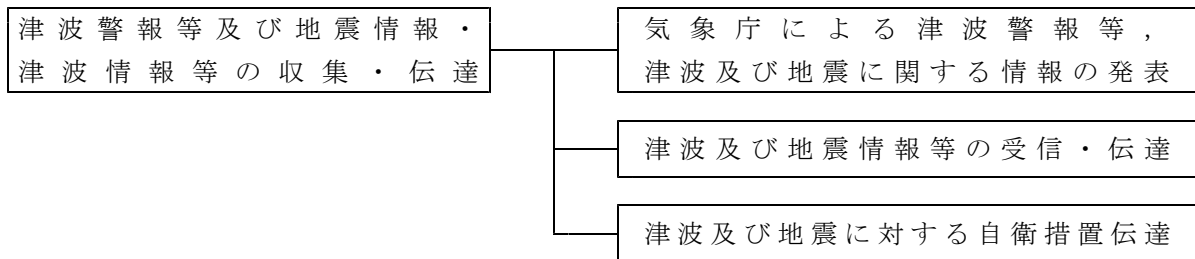 津波警報等及び地震情報・
津波情報等の収集・伝達
気象庁による津波警報等,
津波及び地震に関する情報の発表
津波及び地震情報等の受信・伝達
津波及び地震に対する自衛措置伝達